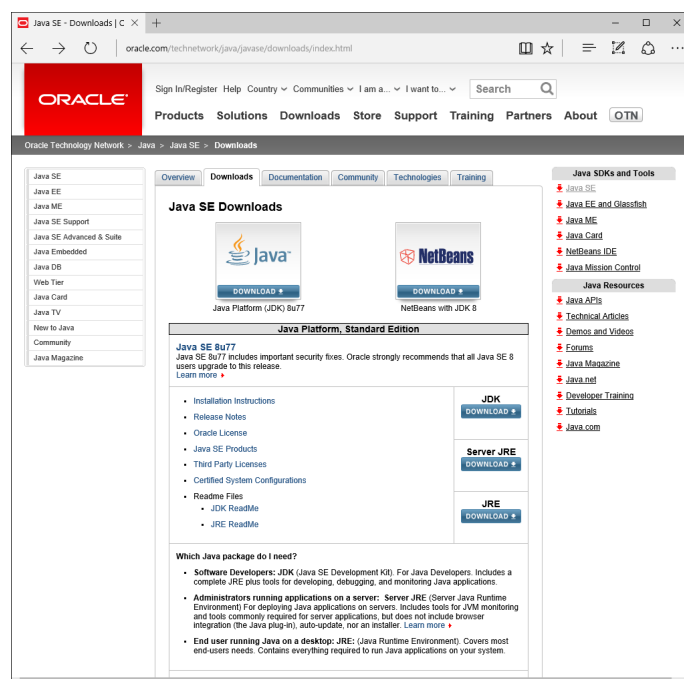 Java SE - Downloads | C
oracle.com/technetwork/java/javase/downloads/index.html
ORACLE
Sign In/Register Help Country Communities I am a... I want to... Search
Products Solutions Downloads Store Support Training Partners About OTN
Oracle Technology Network > Java > Java SE > Downloads
Java SE
Java EE
Java ME
Java SE Support
Java SE Advanced & Suite
Java Embedded
Java DB
Web Tier
Java Card
Java TV
New to Java
Community
Java Magazine
Overview Downloads Documentation Community Technologies Training
Java SE Downloads
Java
DOWNLOAD
Java Platform (JDK) 8u77
NetBeans
DOWNLOAD
NetBeans with JDK 8
Java Platform, Standard Edition
Java SE 8u77
Java SE 8u77 includes important security fixes. Oracle strongly recommends that all Java SE 8
users upgrade to this release.
Learn more
• Installation Instructions
• Release Notes
• Oracle License
• Java SE Products
• Third Party Licenses
• Certified System Configurations
• Readme Files
• JDK ReadMe
• JRE ReadMe
JDK
DOWNLOAD
Server JRE
DOWNLOAD
JRE
DOWNLOAD
Which Java package do I need?
• Software Developers: JDK (Java SE Development Kit). For Java Developers. Includes a
complete JRE plus tools for developing, debugging, and monitoring Java applications.
• Administrators running applications on a server: Server JRE (Server Java Runtime
Environment) For deploying Java applications on servers. Includes tools for JVM monitoring
and tools commonly required for server applications, but does not include browser
integration (the Java plug-in), auto-update, nor an installer. Learn more
• End user running Java on a desktop: JRE: (Java Runtime Environment). Covers most
end-users needs. Contains everything required to run Java applications on your system.
Java SDKs and Tools
Java SE
Java EE and Glassfish
Java ME
Java Card
NetBeans IDE
Java Mission Control
Java Resources
Java APIs
Technical Articles
Demos and Videos
Forums
Java Magazine
Java.net
Developer Training
Tutorials
Java.com